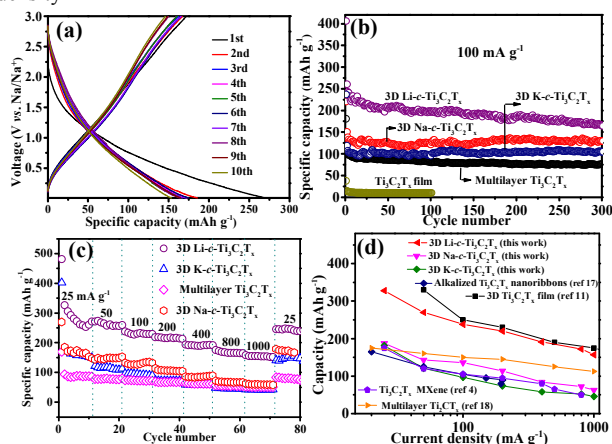 (a)
1st
2nd
3rd
4th
5th
6th
7th
8th
9th
10th
3.0
2.5
2.0
1.5
1.0
0.5
0.0
0 50 100 150 200 250 300
Voltage (V vs. Na/Na⁺)
Specific capacity (mAh g⁻¹)
(b)
100 mA g⁻¹
3D Li-c-Ti₃C₂Tₓ
3D K-c-Ti₃C₂Tₓ
3D Na-c-Ti₃C₂Tₓ
Ti₃C₂Tₓ film
Multilayer Ti₃C₂Tₓ
400
350
300
250
200
150
100
50
0
0 50 100 150 200 250 300
Specific capacity (mAh g⁻¹)
Cycle number
(c)
3D Li-c-Ti₃C₂Tₓ
3D K-c-Ti₃C₂Tₓ
Multilayer Ti₃C₂Tₓ
3D Na-c-Ti₃C₂Tₓ
25 mA g⁻¹
50
100
200
400
800
1000
25
500
400
300
200
100
0
0 20 40 60 80
Specific capacity (mAh g⁻¹)
Cycle number
(d)
3D Li-c-Ti₃C₂Tₓ (this work)
3D Na-c-Ti₃C₂Tₓ (this work)
3D K-c-Ti₃C₂Tₓ (this work)
Alkalized Ti₃C₂Tₓ nanoribbons (ref 17)
3D Ti₃C₂Tₓ film (ref 11)
Ti₃C₂Tₓ MXene (ref 4)
Multilayer Ti₂CTₓ (ref 18)
400
300
200
100
0
100 1000
Capacity (mAh g⁻¹)
Current density (mA g⁻¹)